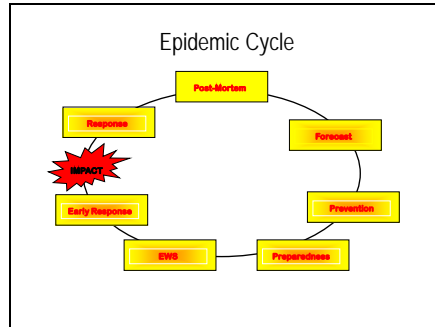 Epidemic Cycle
Post-Mortem
Response
Forecast
IMPACT
Early Response
Prevention
EWS
Preparedness